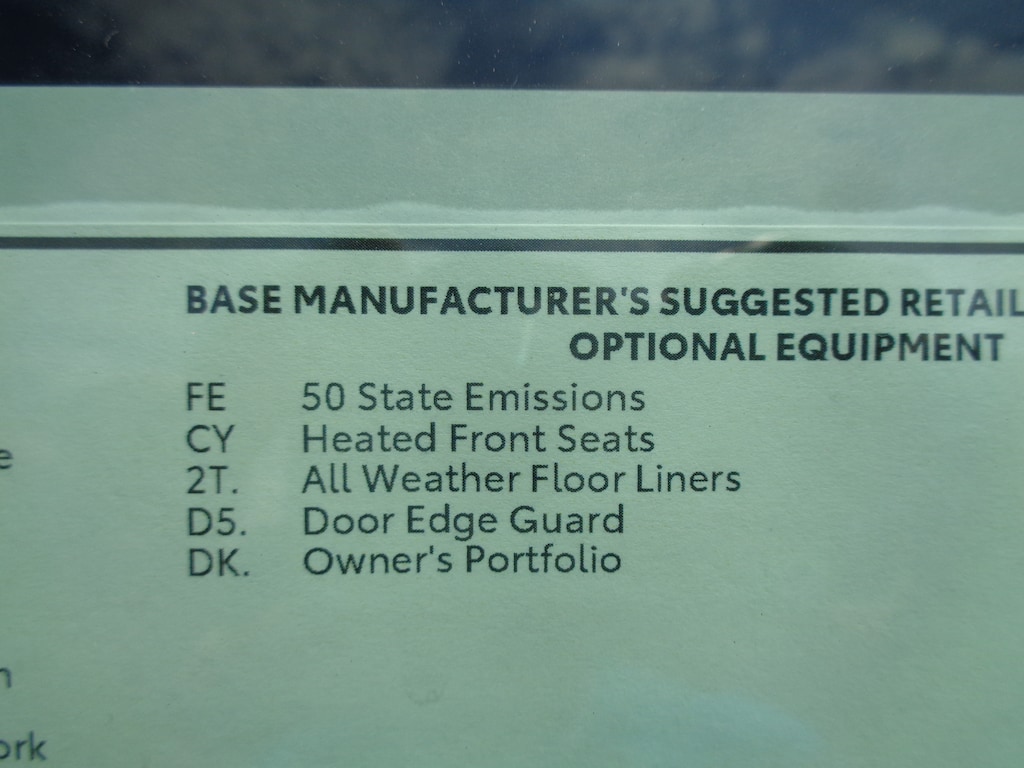 BASE MANUFACTURER'S SUGGESTED RETAIL
OPTIONAL EQUIPMENT
FE 50 State Emissions
CY Heated Front Seats
2T. All Weather Floor Liners
D5. Door Edge Guard
DK. Owner's Portfolio